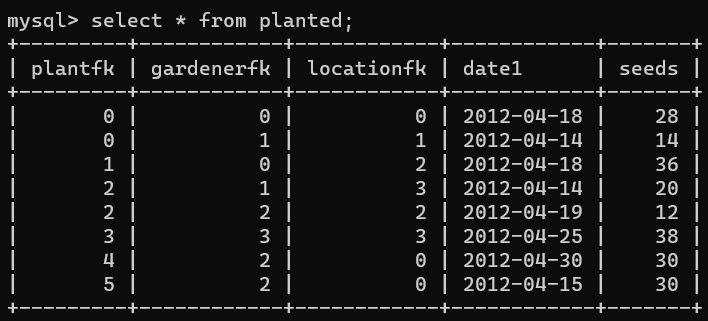 mysql> select * from planted;
+---------+------------+------------+------------+-------+
| plantfk | gardenerfk | locationfk | date1      | seeds |
+---------+------------+------------+------------+-------+
|       0 |          0 |          0 | 2012-04-18 |    28 |
|       0 |          1 |          1 | 2012-04-14 |    14 |
|       1 |          0 |          2 | 2012-04-18 |    36 |
|       2 |          1 |          3 | 2012-04-14 |    20 |
|       2 |          2 |          2 | 2012-04-19 |    12 |
|       3 |          3 |          3 | 2012-04-25 |    38 |
|       4 |          2 |          0 | 2012-04-30 |    30 |
|       5 |          2 |          0 | 2012-04-15 |    30 |
+---------+------------+------------+------------+-------+